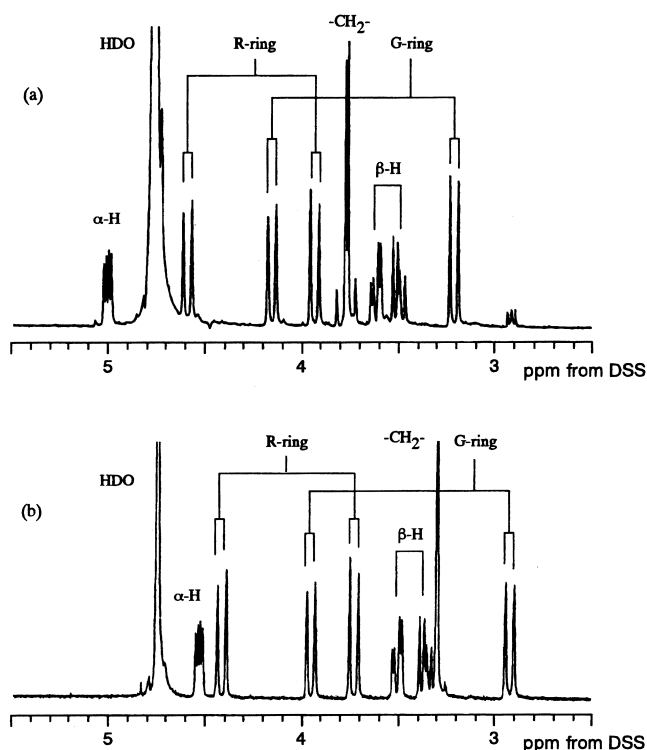 HDO
R-ring
-CH2-
G-ring
(a)
β-H
α-H
5 4 3
ppm from DSS
R-ring
-CH2-
G-ring
HDO
(b)
β-H
α-H
5 4 3
ppm from DSS